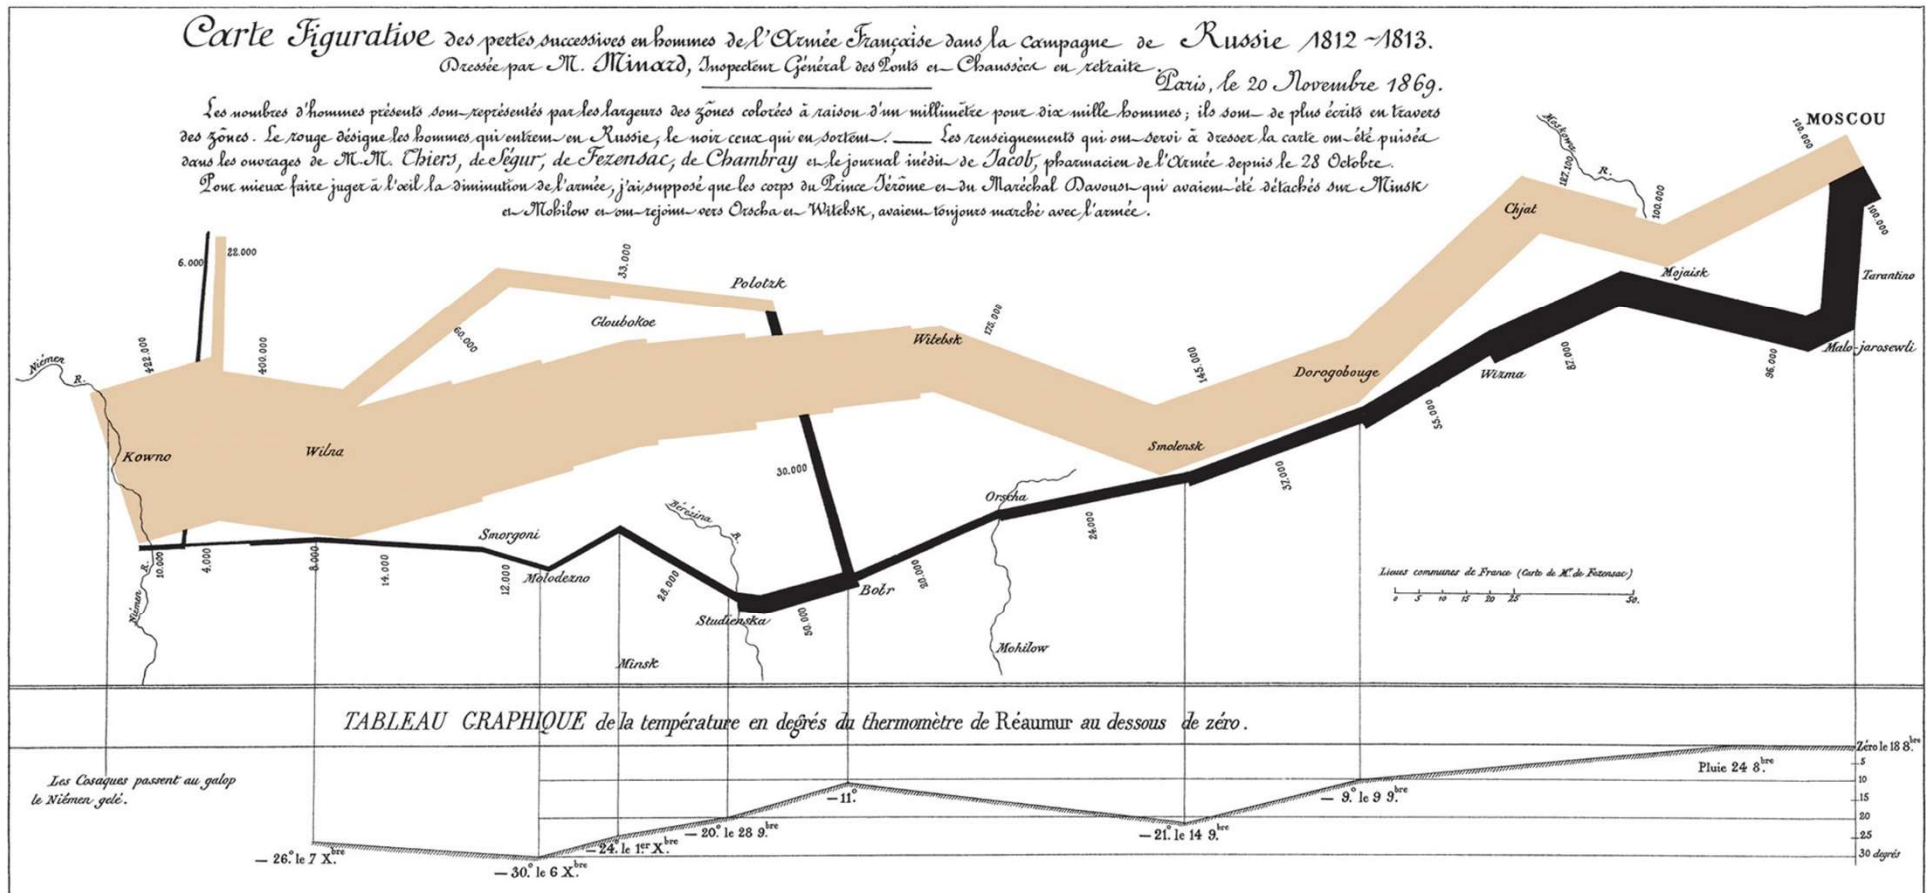 Carte Figurative des pertes successives en hommes de l'Armée Française dans la campagne de Russie 1812~1813.
Dressée par M. Minard, Inspecteur Général des Ponts et Chaussées en retraite.
Paris, le 20 Novembre 1869.
Les nombres d'hommes présents sont représentés par les largeurs des zônes colorées à raison d'un millimètre pour dix mille hommes; ils sont de plus écrits en travers
des zônes. Le rouge désigne les hommes qui entrent en Russie, le noir ceux qui en sortent. ___ Les renseignements qui ont servi à dresser la carte ont été puisés
dans les ouvrages de M.M. Thiers, de Ségur, de Fezensac, de Chambray et le journal inédit de Jacob, pharmacien de l'Armée depuis le 28 Octobre.
Pour mieux faire juger à l'œil la diminution de l'armée, j'ai supposé que les corps du Prince Jérôme et du Maréchal Davoust qui avaient été détachés sur Minsk
et Mohilow et ont rejoint vers Orscha et Witebsk, avaient toujours marché avec l'armée.
MOSCOU
100.000
Moskowa
R.
127.100
100.000
100.000
Chjat
Mojaisk
Tarantino
Malo-jarosewli
6.000
22.000
33.000
Polotzk
Gloubokoe
60.000
175.000
Witebsk
422.000
400.000
Niémen
R.
145.000
Dorogobouge
Wizma
87.000
96.000
55.000
Kowno
Wilna
Smolensk
37.000
30.000
Orscha
24.000
Bérézina
R.
Smorgoni
10.000
4.000
8.000
14.000
12.000
Molodezno
28.000
50.000
20.000
Bobr
Studienska
Niémen
R.
Minsk
Mohilow
Lieues communes de France (Carte de Mr. de Fezensac)
0 5 10 15 20 25 50.
TABLEAU GRAPHIQUE de la température en degrés du thermomètre de Réaumur au dessous de zéro.
Les Cosaques passent au galop
le Niémen gelé.
Zéro le 18 8.bre
Pluie 24 8.bre
5
10
15
20
25
30 degrés
— 26.° le 7 X.bre
— 30.° le 6 X.bre
— 24.° le 1.er X.bre
— 20.° le 28 9.bre
— 11.°
— 21.° le 14 9.bre
— 9.° le 9 9.bre